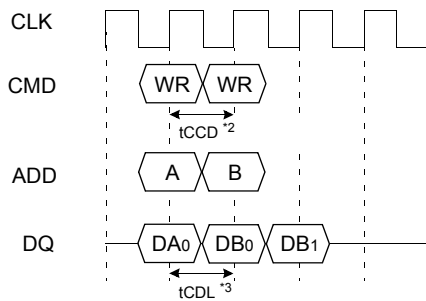 CLK
CMD WR WR
tCCD *2
ADD A B
DQ DA0 DB0 DB1
tCDL *3